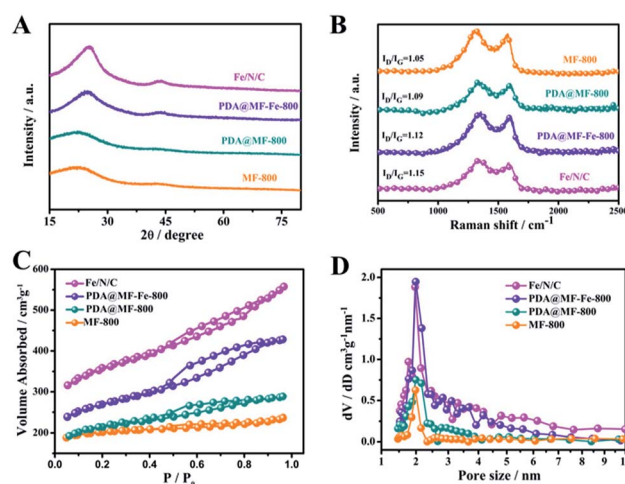 A
Intensity / a.u.
Fe/N/C
PDA@MF-Fe-800
PDA@MF-800
MF-800
15 30 45 60 75
2θ / degree
B
Intensity / a.u.
I_D/I_G=1.05
MF-800
I_D/I_G=1.09
PDA@MF-800
I_D/I_G=1.12
PDA@MF-Fe-800
I_D/I_G=1.15
Fe/N/C
500 1000 1500 2000 2500
Raman shift / cm⁻¹
C
Volume Absorbed / cm³g⁻¹
600
500
400
300
200
Fe/N/C
PDA@MF-Fe-800
PDA@MF-800
MF-800
0.0 0.2 0.4 0.6 0.8 1.0
P / P₀
D
dV / dD cm³g⁻¹nm⁻¹
2.0
1.5
1.0
0.5
0.0
Fe/N/C
PDA@MF-Fe-800
PDA@MF-800
MF-800
1 2 3 4 5 6 7 8 9 10
Pore size / nm